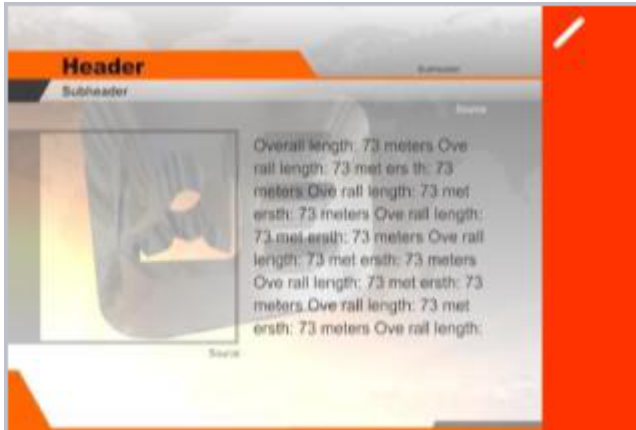 Header
Subheader
Subheader
Source
Overall length: 73 meters Ove
rall length: 73 met ers th: 73
meters Ove rall length: 73 met
ersth: 73 meters Ove rall length:
73 met ersth: 73 meters Ove rall
length: 73 met ersth: 73 meters
Ove rall length: 73 met ersth: 73
meters Ove rall length: 73 met
ersth: 73 meters Ove rall length:
Source